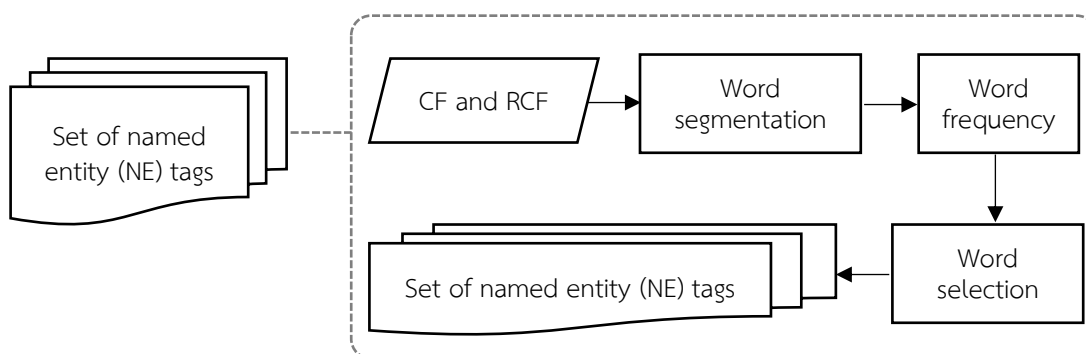 Set of named
entity (NE) tags
CF and RCF
Word
segmentation
Word
frequency
Word
selection
Set of named entity (NE) tags